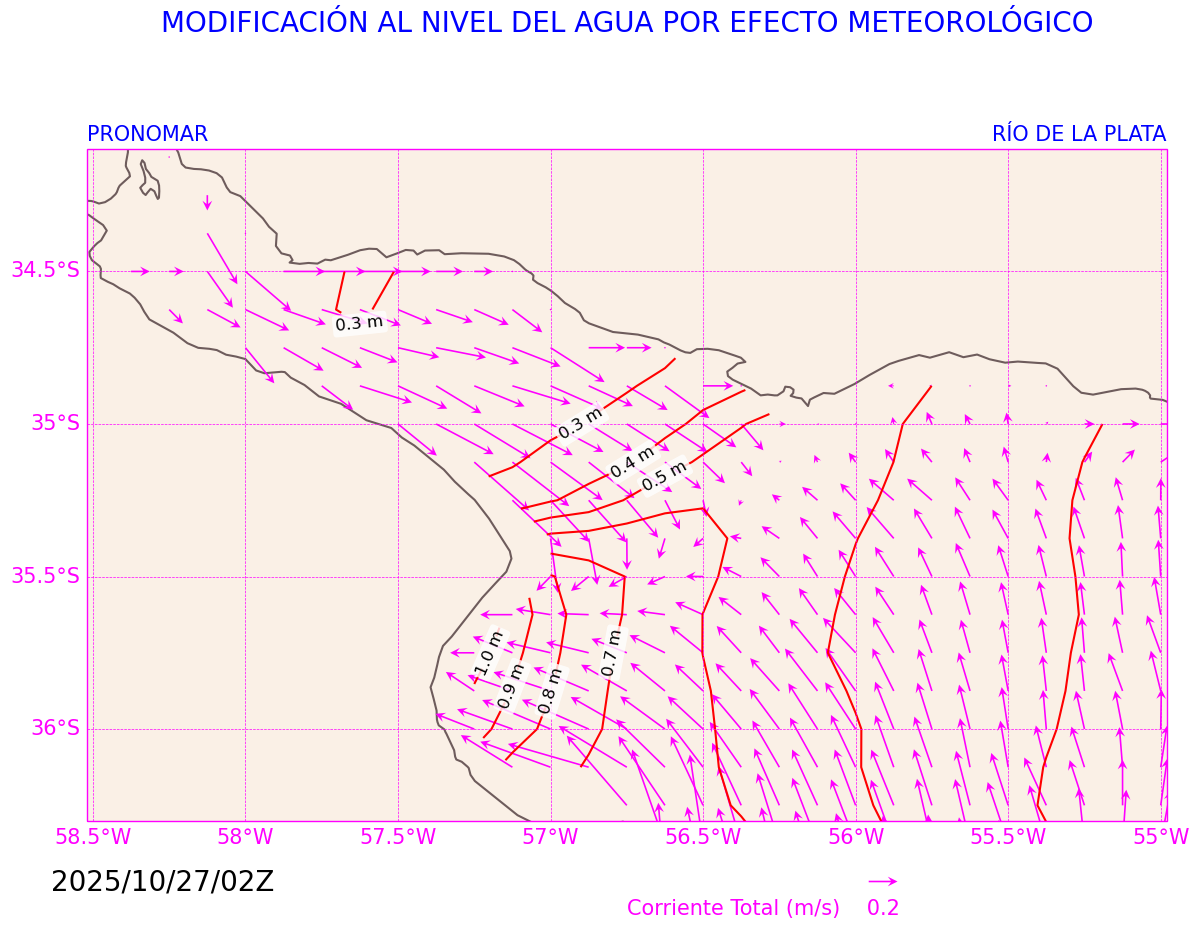 MODIFICACIÓN AL NIVEL DEL AGUA POR EFECTO METEOROLÓGICO
PRONOMAR RÍO DE LA PLATA
34.5°S
0.3 m
35°S
0.3 m
0.4 m
0.5 m
35.5°S
1.0 m
0.9 m
0.8 m
0.7 m
36°S
58.5°W 58°W 57.5°W 57°W 56.5°W 56°W 55.5°W 55°W
2025/10/27/02Z
Corriente Total (m/s) 0.2